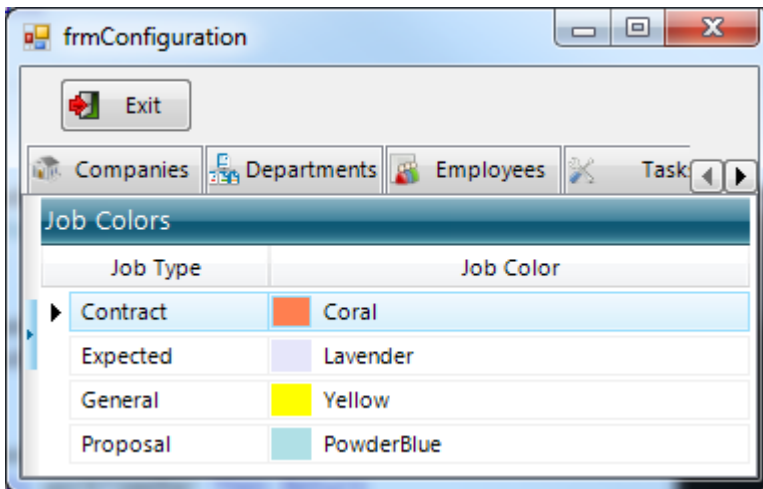 frmConfiguration
Exit
Companies Departments Employees Task
Job Colors
Job Type Job Color
Contract Coral
Expected Lavender
General Yellow
Proposal PowderBlue